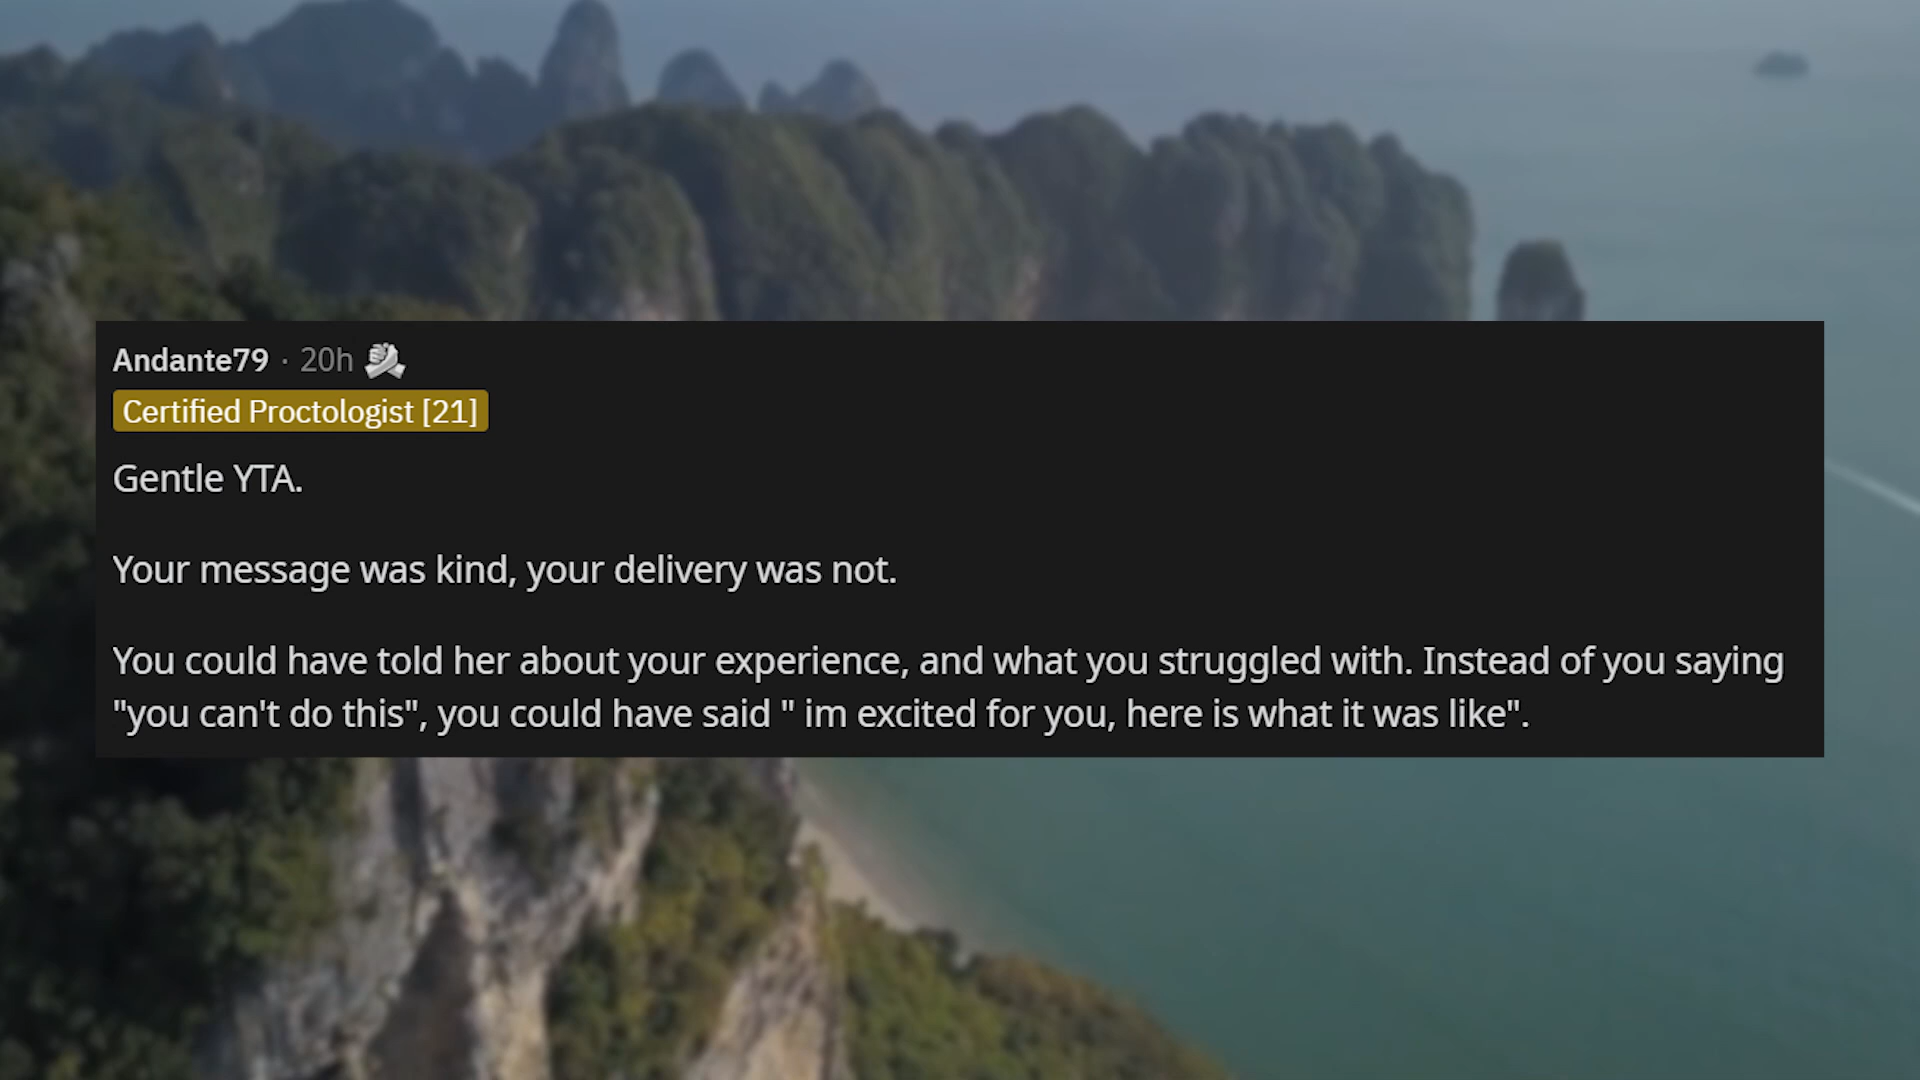 Andante79 · 20h
Certified Proctologist [21]
Gentle YTA.
Your message was kind, your delivery was not.
You could have told her about your experience, and what you struggled with. Instead of you saying
"you can't do this", you could have said " im excited for you, here is what it was like".